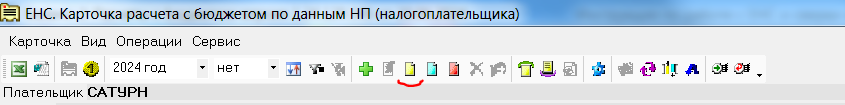 ЕНС. Карточка расчета с бюджетом по данным НП (налогоплательщика)
Карточка Вид Операции Сервис
2024 год нет
Плательщик САТУРН